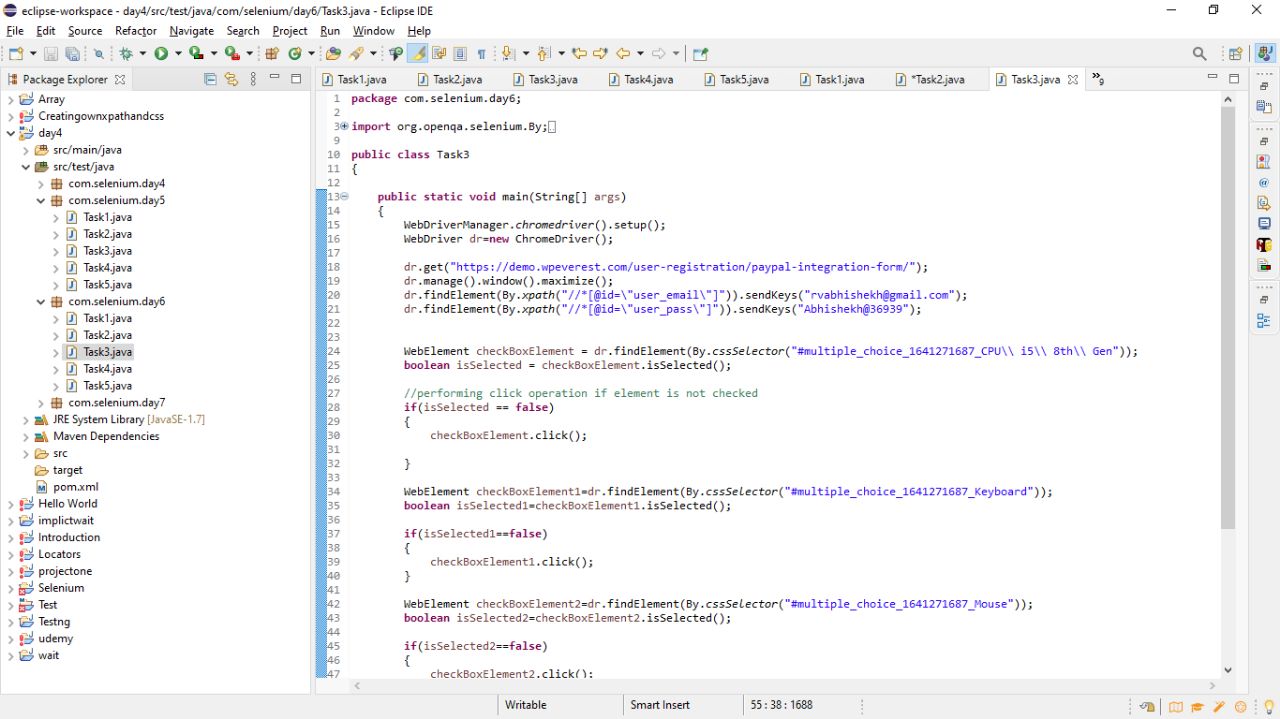 eclipse-workspace - day4/src/test/java/com/selenium/day6/Task3.java - Eclipse IDE
File Edit Source Refactor Navigate Search Project Run Window Help
Package Explorer
Task1.java Task2.java Task3.java Task4.java Task5.java Task1.java *Task2.java Task3.java »9
Array
Creatingownxpathandcss
day4
src/main/java
src/test/java
com.selenium.day4
com.selenium.day5
Task1.java
Task2.java
Task3.java
Task4.java
Task5.java
com.selenium.day6
Task1.java
Task2.java
Task3.java
Task4.java
Task5.java
com.selenium.day7
JRE System Library [JavaSE-1.7]
Maven Dependencies
src
target
pom.xml
Hello World
implictwait
Introduction
Locators
projectone
Selenium
Test
Testng
udemy
wait
1 package com.selenium.day6;
2
3 import org.openqa.selenium.By;
9
10 public class Task3
11 {
12
13 public static void main(String[] args)
14 {
15 WebDriverManager.chromedriver().setup();
16 WebDriver dr=new ChromeDriver();
17
18 dr.get("https://demo.wpeverest.com/user-registration/paypal-integration-form/");
19 dr.manage().window().maximize();
20 dr.findElement(By.xpath("//*[@id=\"user_email\"]")).sendKeys("rvabhishekh@gmail.com");
21 dr.findElement(By.xpath("//*[@id=\"user_pass\"]")).sendKeys("Abhishekh@36939");
22
23
24 WebElement checkBoxElement = dr.findElement(By.cssSelector("#multiple_choice_1641271687_CPU\\ i5\\ 8th\\ Gen"));
25 boolean isSelected = checkBoxElement.isSelected();
26
27 //performing click operation if element is not checked
28 if(isSelected == false)
29 {
30 checkBoxElement.click();
31
32 }
33
34 WebElement checkBoxElement1=dr.findElement(By.cssSelector("#multiple_choice_1641271687_Keyboard"));
35 boolean isSelected1=checkBoxElement1.isSelected();
36
37 if(isSelected1==false)
38 {
39 checkBoxElement1.click();
40 }
41
42 WebElement checkBoxElement2=dr.findElement(By.cssSelector("#multiple_choice_1641271687_Mouse"));
43 boolean isSelected2=checkBoxElement2.isSelected();
44
45 if(isSelected2==false)
46 {
47 checkBoxElement2.click();
Writable Smart Insert 55 : 38 : 1688